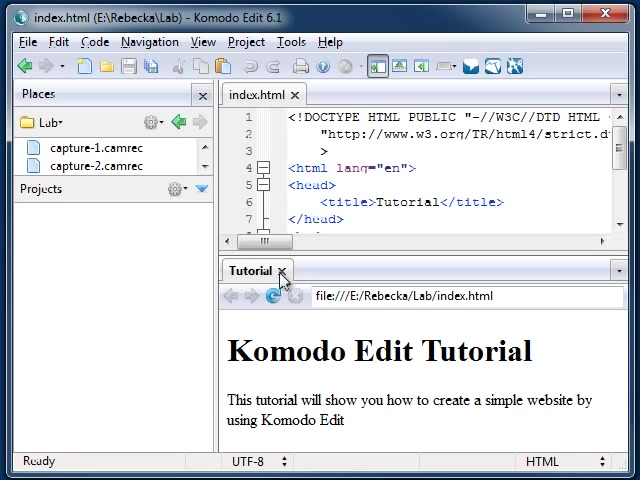 index.html (E:\Rebecka\Lab) - Komodo Edit 6.1
File Edit Code Navigation View Project Tools Help
Places
index.html
Lab
capture-1.camrec
capture-2.camrec
Projects
1 <!DOCTYPE HTML PUBLIC "-//W3C//DTD HTML
2 "http://www.w3.org/TR/html4/strict.d
3 >
4 <html lang="en">
5 <head>
6 <title>Tutorial</title>
7 </head>
Tutorial
file:///E:/Rebecka/Lab/index.html
Komodo Edit Tutorial
This tutorial will show you how to create a simple website by
using Komodo Edit
Ready UTF-8 HTML